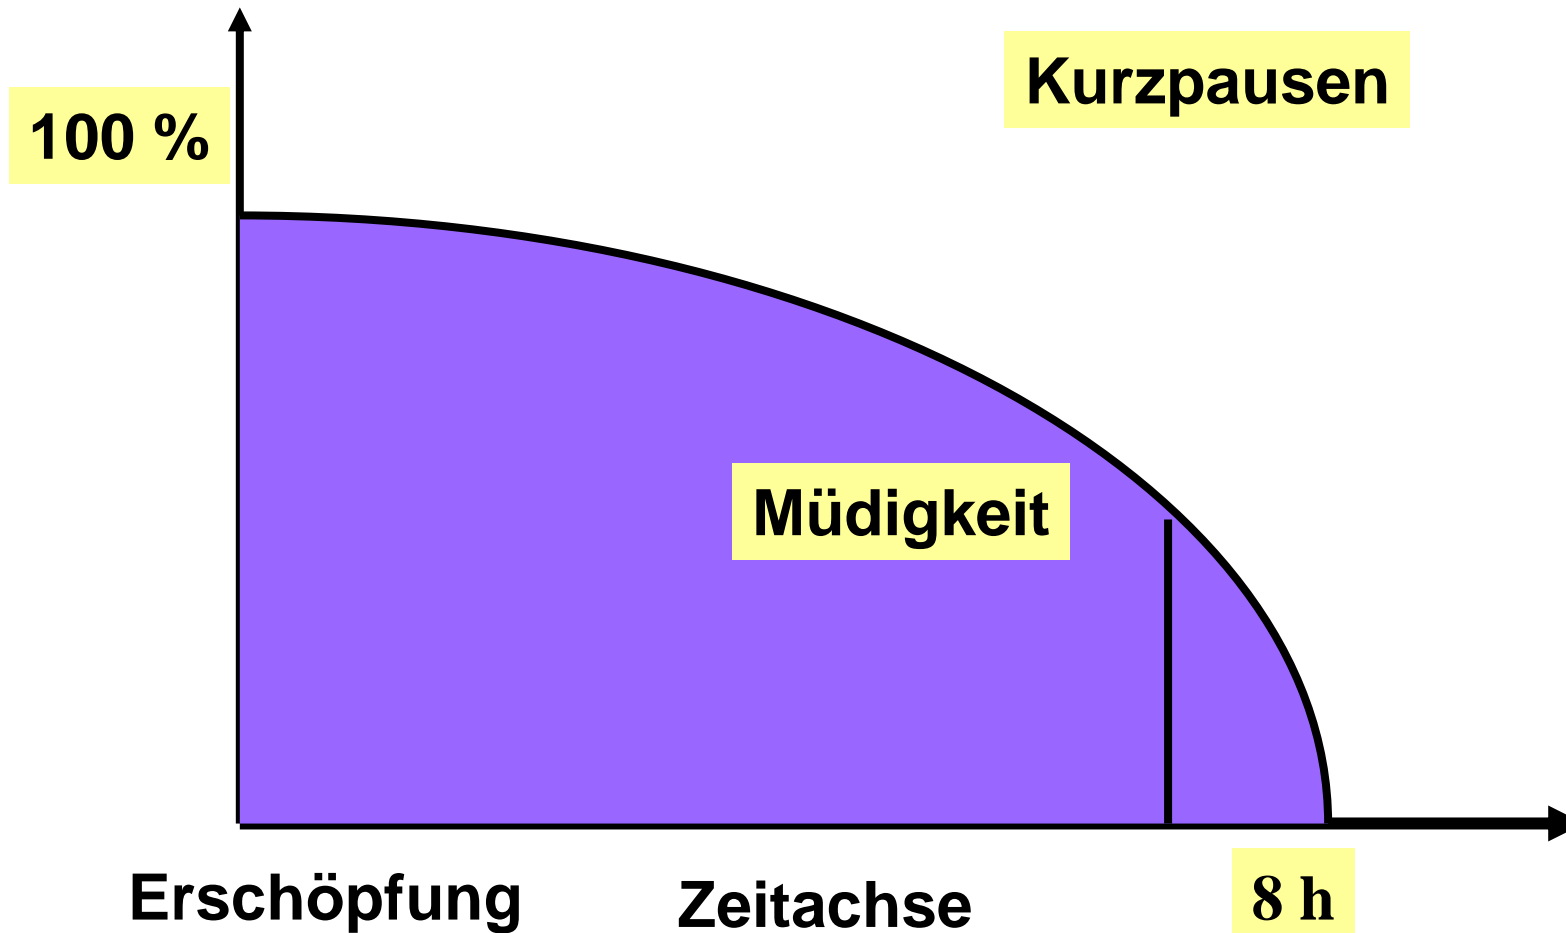 Kurzpausen
100 %
Müdigkeit
Erschöpfung
Zeitachse
8 h